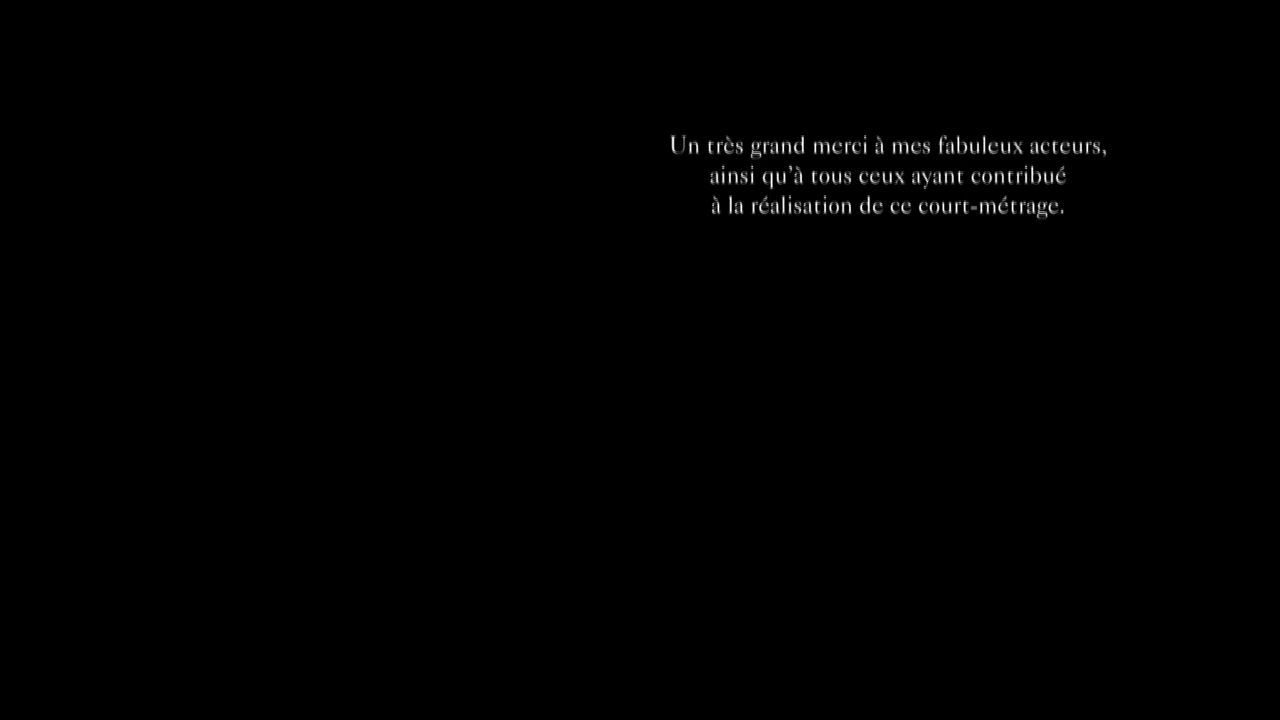 Un très grand merci à mes fabuleux acteurs,
ainsi qu’à tous ceux ayant contribué
à la réalisation de ce court-métrage.